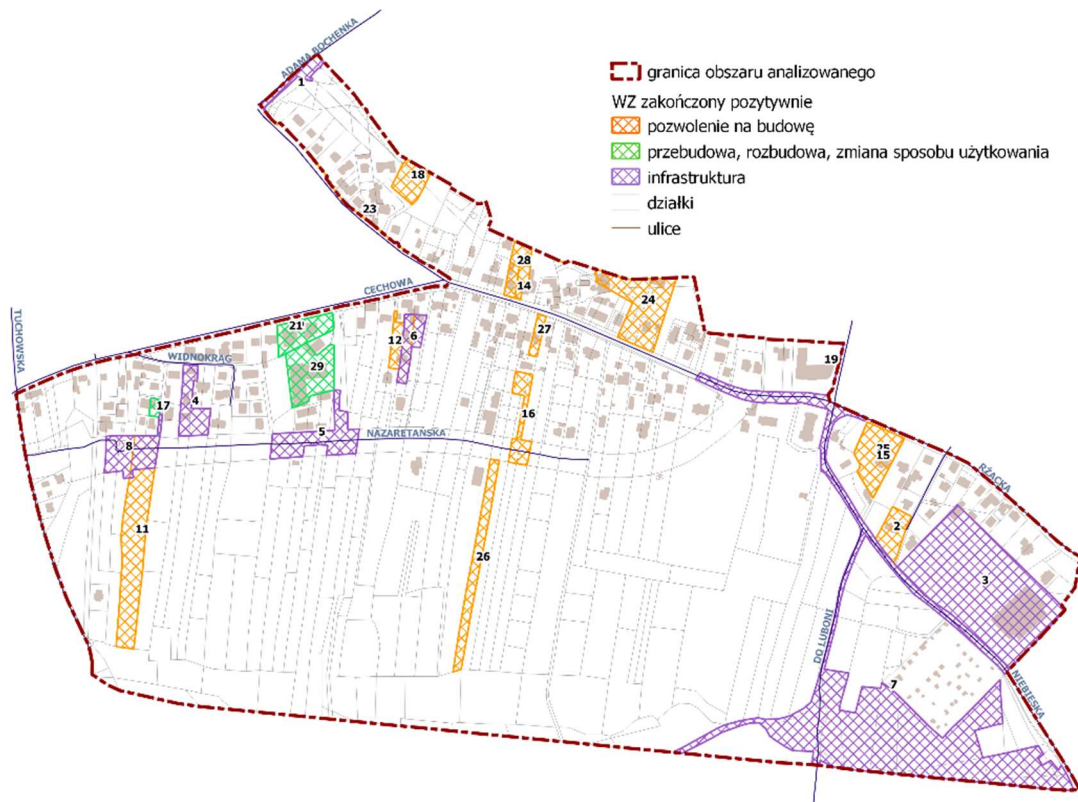 ADAMA BOCHENKA
1
granica obszaru analizowanego
WZ zakończony pozytywnie
pozwolenie na budowę
przebudowa, rozbudowa, zmiana sposobu użytkowania
infrastruktura
działki
ulice
18
23
28
14
24
CECHOWA
TUCHOWSKA
21
12
6
27
19
WIDNOKRĄG
29
4
17
16
5
NAZARETAŃSKA
8
25
15
RŻĄCKA
11
26
2
3
DO LUBONI
7
NIEBIESKA